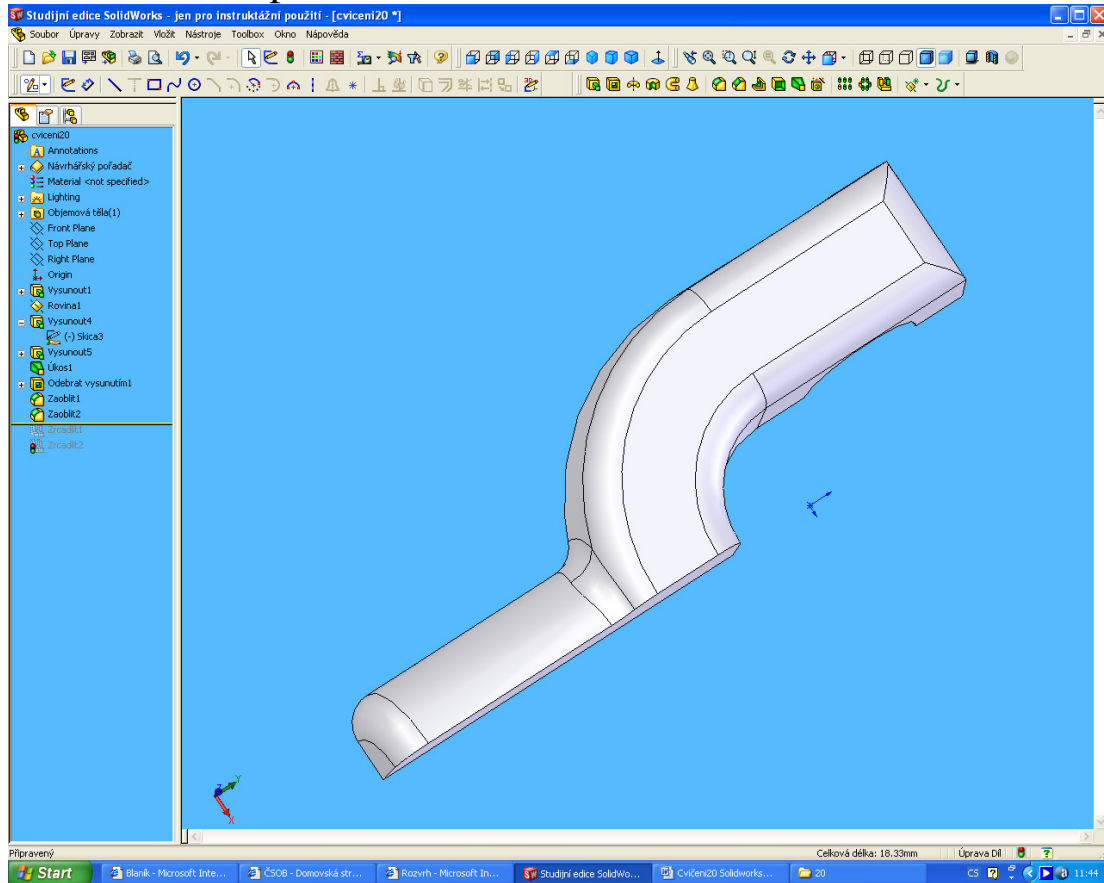 Studijní edice SolidWorks - jen pro instruktážní použití - [cviceni20 *]
Soubor Úpravy Zobrazit Vložit Nástroje Toolbox Okno Nápověda
cviceni20
Annotations
Návrhářský pořadač
Material <not specified>
Lighting
Objemová těla(1)
Front Plane
Top Plane
Right Plane
Origin
Vysunout1
Rovina1
Vysunout4
(-) Skica3
Vysunout5
Úkos1
Odebrat vysunutím1
Zaoblit1
Zaoblit2
Zrcadlit1
Zrcadlit2
Z Y
X
Připravený Celková délka: 18.33mm Úprava Díl
Start Blaník - Microsoft Inte... ČSOB - Domovská str... Rozvrh - Microsoft In... Studijní edice SolidWo... Cvičeni20 Solidworks... 20 CS 11:44